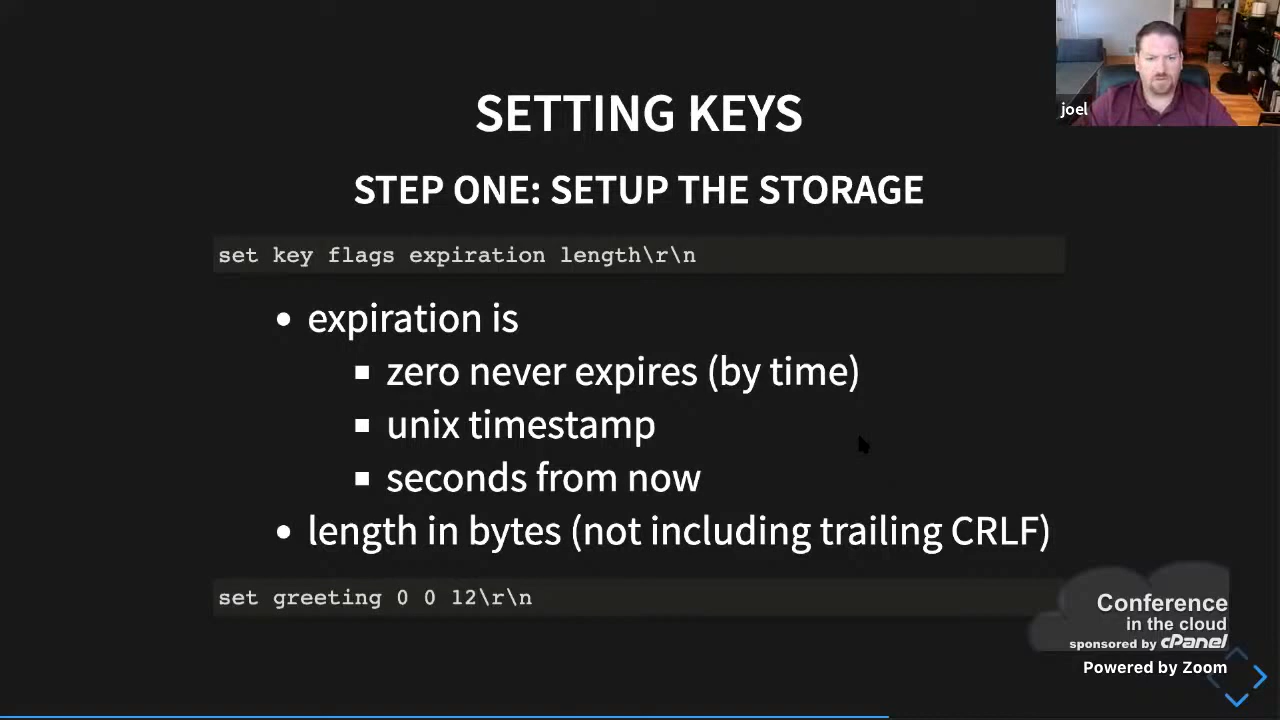 joel
SETTING KEYS
STEP ONE: SETUP THE STORAGE
set key flags expiration length\r\n
expiration is
zero never expires (by time)
unix timestamp
seconds from now
length in bytes (not including trailing CRLF)
set greeting 0 0 12\r\n
Conference
in the cloud
sponsored by cPanel
Powered by Zoom